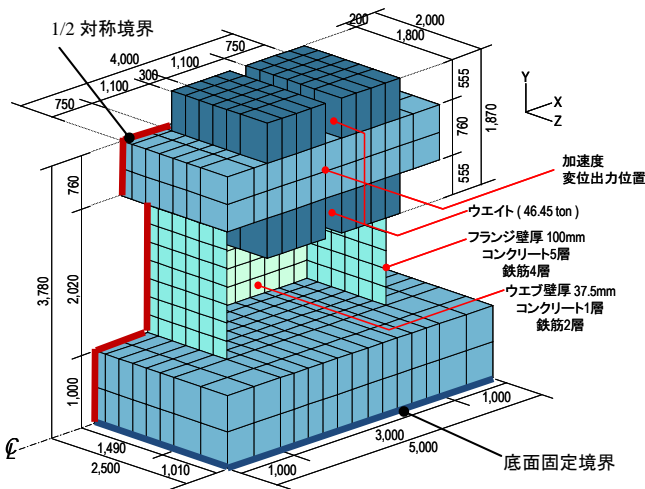 1/2 対称境界
200
2,000
1,800
4,000
750
1,100
300
1,100
750
555
760
555
1,870
Y
X
Z
加速度
変位出力位置
ウエイト ( 46.45 ton )
フランジ壁厚 100mm
コンクリート5層
鉄筋4層
ウエブ壁厚 37.5mm
コンクリート1層
鉄筋2層
760
2,020
3,780
1,000
1,490
2,500
1,010
1,000
3,000
5,000
1,000
底面固定境界